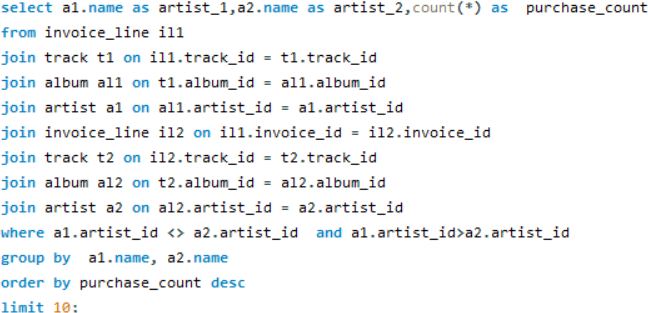 select a1.name as artist_1,a2.name as artist_2,count(*) as  purchase_count
from invoice_line il1
join track t1 on il1.track_id = t1.track_id
join album al1 on t1.album_id = al1.album_id
join artist a1 on al1.artist_id = a1.artist_id
join invoice_line il2 on il1.invoice_id = il2.invoice_id
join track t2 on il2.track_id = t2.track_id
join album al2 on t2.album_id = al2.album_id
join artist a2 on al2.artist_id = a2.artist_id
where a1.artist_id <> a2.artist_id  and a1.artist_id>a2.artist_id
group by  a1.name, a2.name
order by purchase_count desc
limit 10: